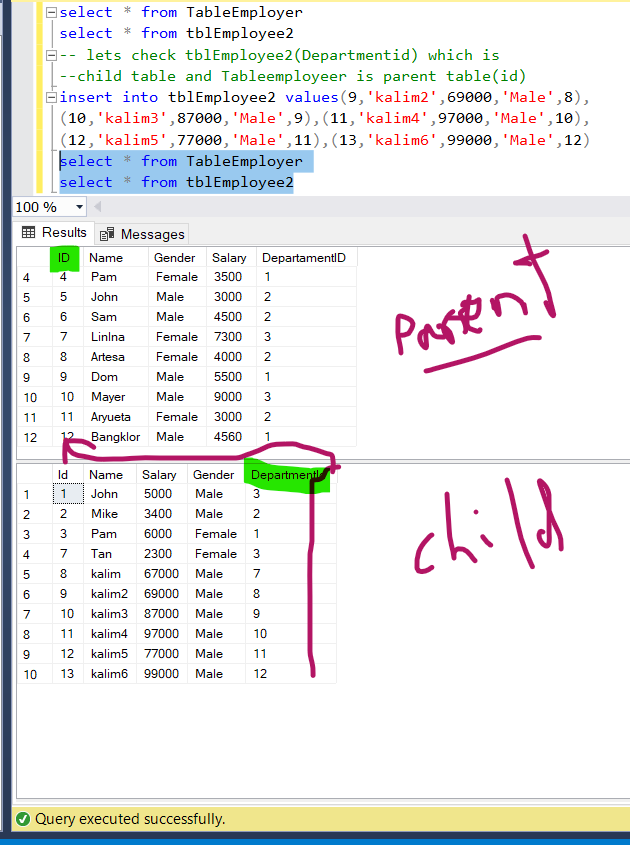 select * from TableEmployer
select * from tblEmployee2
-- lets check tblEmployee2(Departmentid) which is
--child table and Tableemployeer is parent table(id)
insert into tblEmployee2 values(9,'kalim2',69000,'Male',8),
(10,'kalim3',87000,'Male',9),(11,'kalim4',97000,'Male',10),
(12,'kalim5',77000,'Male',11),(13,'kalim6',99000,'Male',12)
select * from TableEmployer
select * from tblEmployee2
100 %
Results Messages
ID Name Gender Salary DepartamentID
4 4 Pam Female 3500 1
5 5 John Male 3000 2
6 6 Sam Male 4500 2
7 7 LinIna Female 7300 3
8 8 Artesa Female 4000 2
9 9 Dom Male 5500 1
10 10 Mayer Male 9000 3
11 11 Aryueta Female 3000 2
12 12 Bangklor Male 4560 1
Parent
Id Name Salary Gender DepartmentId
1 1 John 5000 Male 3
2 2 Mike 3400 Male 2
3 3 Pam 6000 Female 1
4 7 Tan 2300 Female 3
5 8 kalim 67000 Male 7
6 9 kalim2 69000 Male 8
7 10 kalim3 87000 Male 9
8 11 kalim4 97000 Male 10
9 12 kalim5 77000 Male 11
10 13 kalim6 99000 Male 12
child
Query executed successfully.